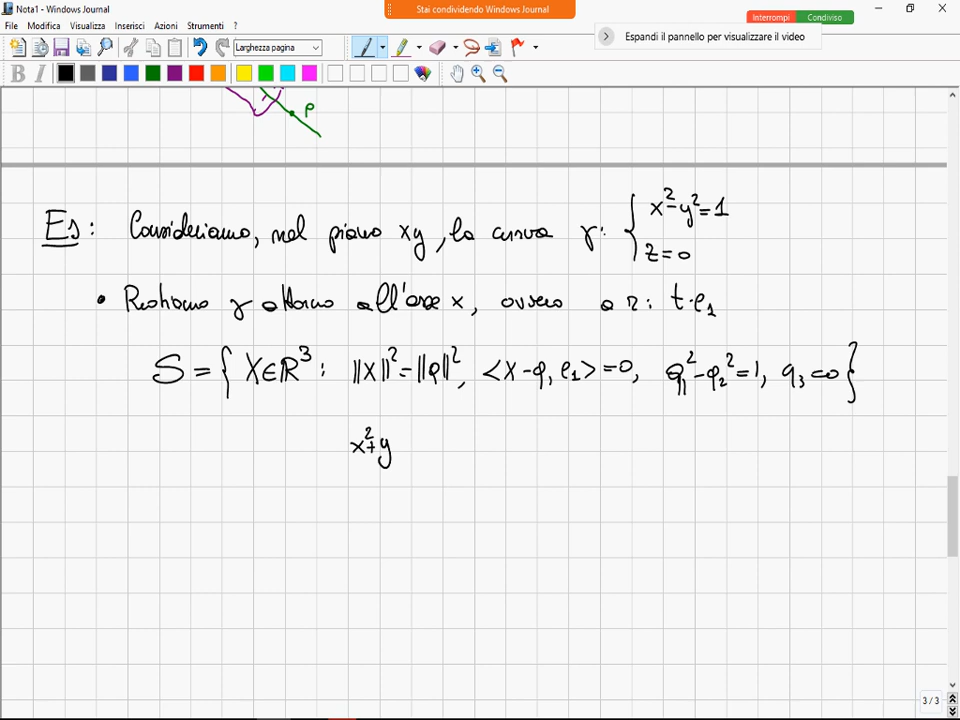 Nota1 - Windows Journal
Stai condividendo Windows Journal
Interrompi Condiviso
File Modifica Visualizza Inserisci Azioni Strumenti ?
Espandi il pannello per visualizzare il video
Larghezza pagina
B I
P
Es: Consideriamo, nel piano xy, la curva γ: { x²-y²=1
z=0
• Ruotiamo γ attorno all'asse x, ovvero a r: t·e₁
S = { X∈ℝ³: ||X||²=||Q||², <X-Q, e₁>=0, q₁²-q₂²=1, q₃=0 }
x²+y
3 / 3